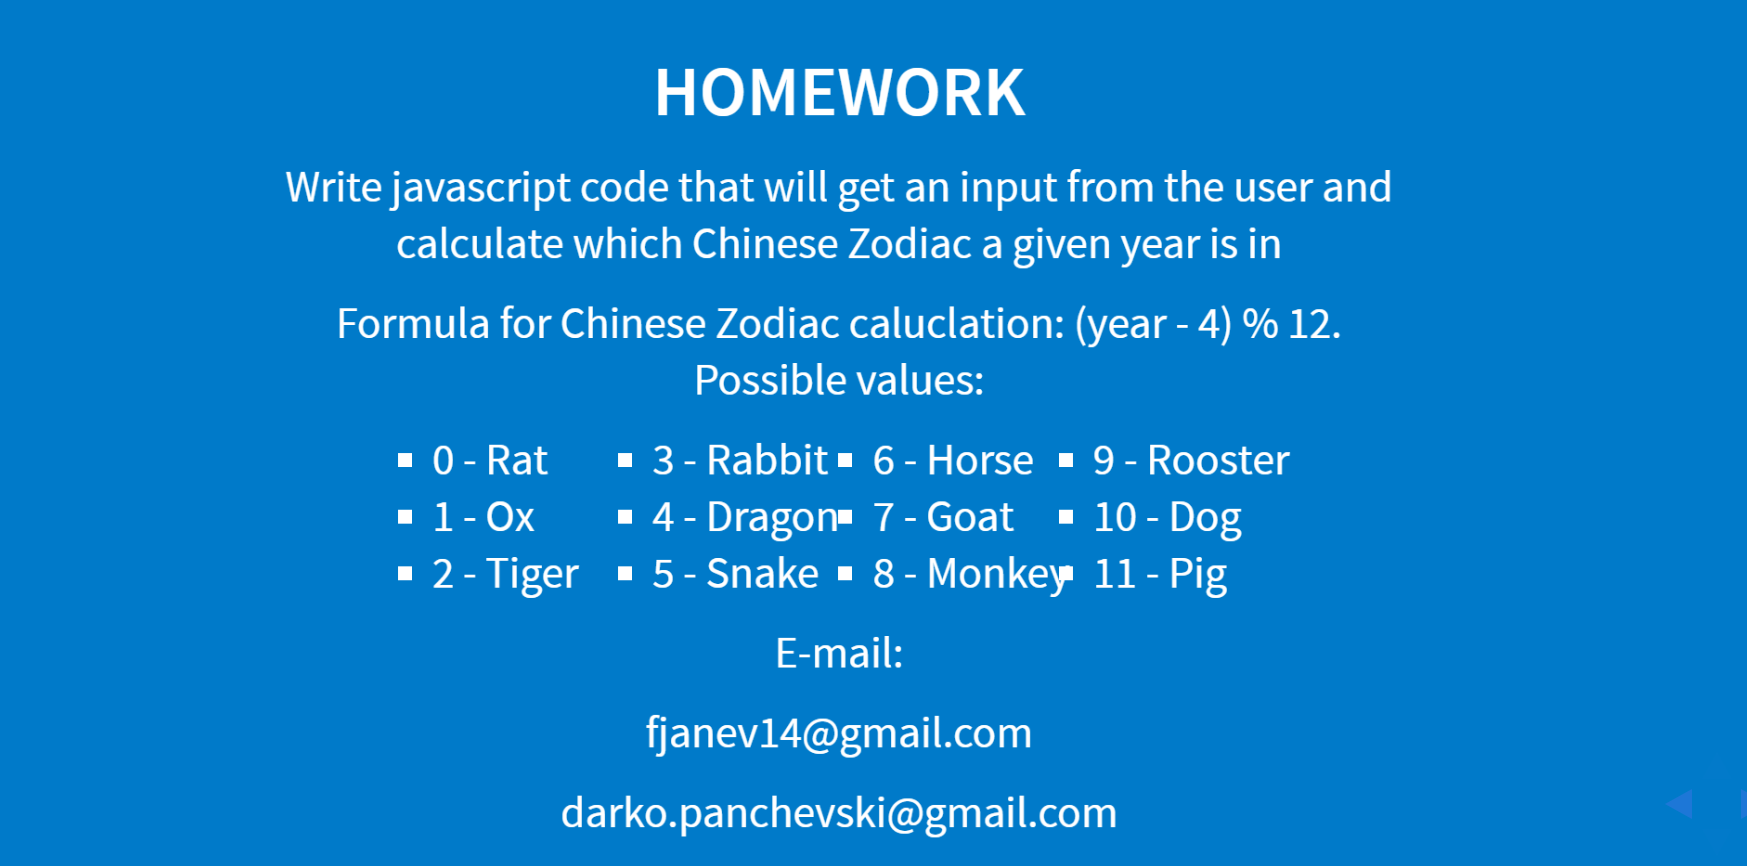 HOMEWORK
Write javascript code that will get an input from the user and
calculate which Chinese Zodiac a given year is in
Formula for Chinese Zodiac caluclation: (year - 4) % 12.
Possible values:
0 - Rat
1 - Ox
2 - Tiger
3 - Rabbit
4 - Dragon
5 - Snake
6 - Horse
7 - Goat
8 - Monkey
9 - Rooster
10 - Dog
11 - Pig
E-mail:
fjanev14@gmail.com
darko.panchevski@gmail.com